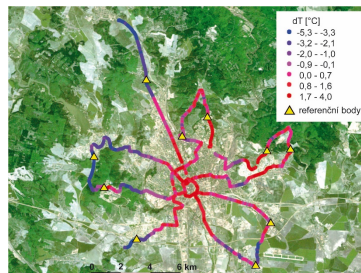 dT [°C]
-5,3 - -3,3
-3,2 - -2,1
-2,0 - -1,0
-0,9 - -0,1
0,0 - 0,7
0,8 - 1,6
1,7 - 4,0
referenční body
0 2 4 6 km